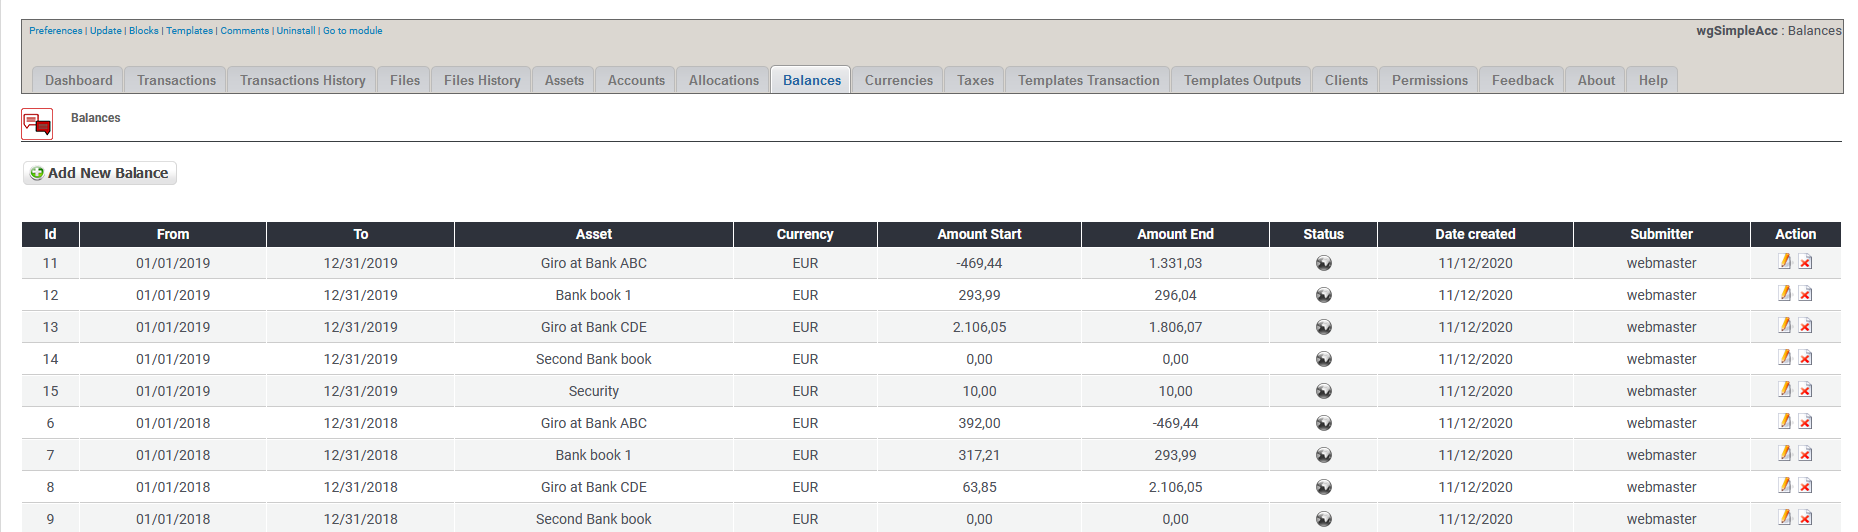 Preferences | Update | Blocks | Templates | Comments | Uninstall | Go to module
wgSimpleAcc : Balances
Dashboard Transactions Transactions History Files Files History Assets Accounts Allocations Balances Currencies Taxes Templates Transaction Templates Outputs Clients Permissions Feedback About Help
Balances
Add New Balance
Id From To Asset Currency Amount Start Amount End Status Date created Submitter Action
11 01/01/2019 12/31/2019 Giro at Bank ABC EUR -469,44 1.331,03 11/12/2020 webmaster
12 01/01/2019 12/31/2019 Bank book 1 EUR 293,99 296,04 11/12/2020 webmaster
13 01/01/2019 12/31/2019 Giro at Bank CDE EUR 2.106,05 1.806,07 11/12/2020 webmaster
14 01/01/2019 12/31/2019 Second Bank book EUR 0,00 0,00 11/12/2020 webmaster
15 01/01/2019 12/31/2019 Security EUR 10,00 10,00 11/12/2020 webmaster
6 01/01/2018 12/31/2018 Giro at Bank ABC EUR 392,00 -469,44 11/12/2020 webmaster
7 01/01/2018 12/31/2018 Bank book 1 EUR 317,21 293,99 11/12/2020 webmaster
8 01/01/2018 12/31/2018 Giro at Bank CDE EUR 63,85 2.106,05 11/12/2020 webmaster
9 01/01/2018 12/31/2018 Second Bank book EUR 0,00 0,00 11/12/2020 webmaster